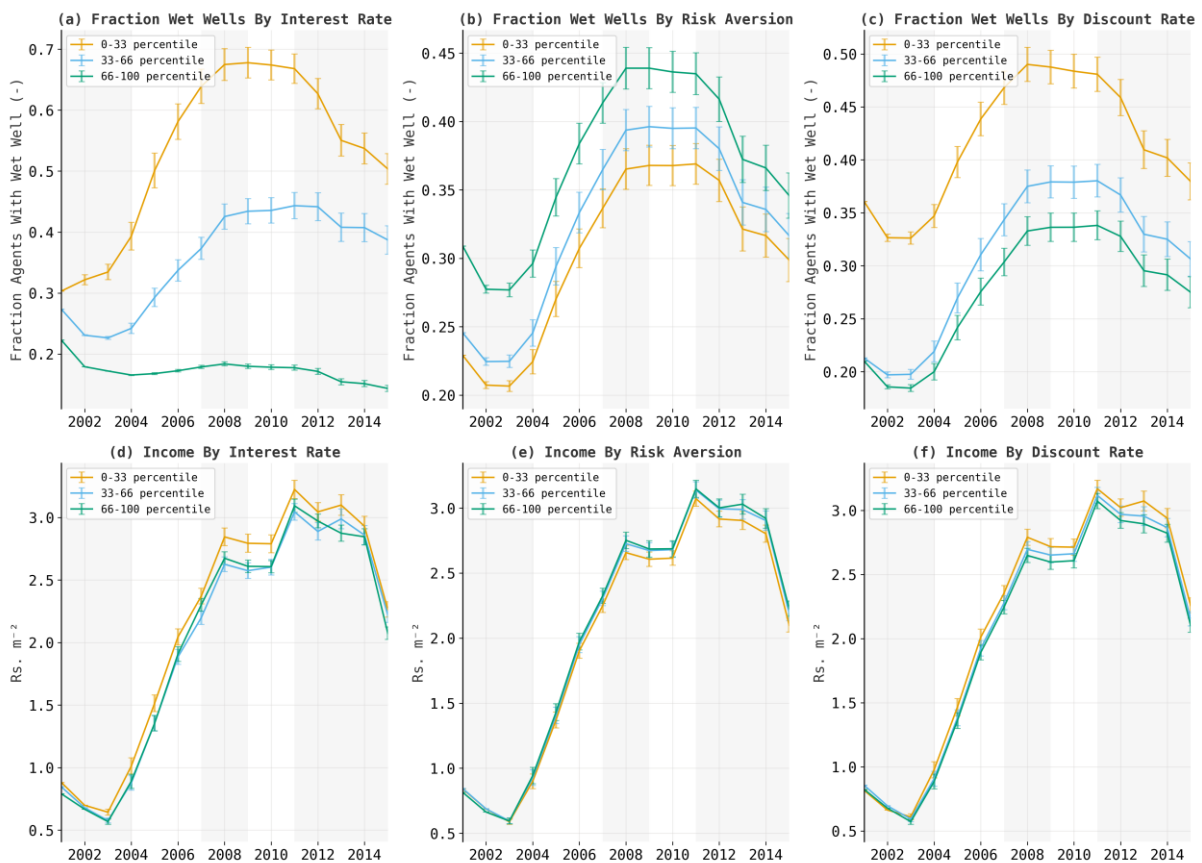 (a) Fraction Wet Wells By Interest Rate
Fraction Agents With Wet Well (-)
0.7
0.6
0.5
0.4
0.3
0.2
0-33 percentile
33-66 percentile
66-100 percentile
2002 2004 2006 2008 2010 2012 2014
(b) Fraction Wet Wells By Risk Aversion
Fraction Agents With Wet Well (-)
0.45
0.40
0.35
0.30
0.25
0.20
0-33 percentile
33-66 percentile
66-100 percentile
2002 2004 2006 2008 2010 2012 2014
(c) Fraction Wet Wells By Discount Rate
Fraction Agents With Wet Well (-)
0.50
0.45
0.40
0.35
0.30
0.25
0.20
0-33 percentile
33-66 percentile
66-100 percentile
2002 2004 2006 2008 2010 2012 2014
(d) Income By Interest Rate
Rs. m⁻²
3.0
2.5
2.0
1.5
1.0
0.5
0-33 percentile
33-66 percentile
66-100 percentile
2002 2004 2006 2008 2010 2012 2014
(e) Income By Risk Aversion
Rs. m⁻²
3.0
2.5
2.0
1.5
1.0
0.5
0-33 percentile
33-66 percentile
66-100 percentile
2002 2004 2006 2008 2010 2012 2014
(f) Income By Discount Rate
Rs. m⁻²
3.0
2.5
2.0
1.5
1.0
0.5
0-33 percentile
33-66 percentile
66-100 percentile
2002 2004 2006 2008 2010 2012 2014